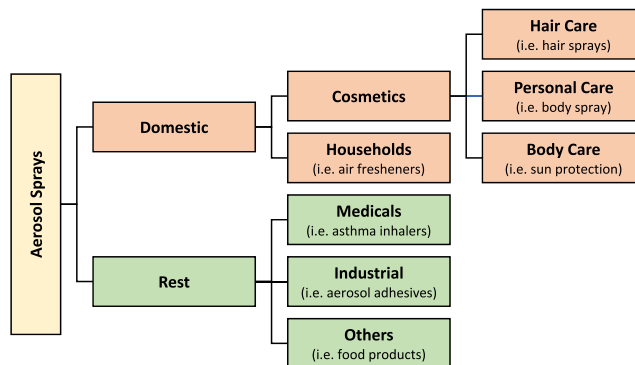 Aerosol Sprays
Domestic
Cosmetics
Hair Care
(i.e. hair sprays)
Personal Care
(i.e. body spray)
Body Care
(i.e. sun protection)
Households
(i.e. air fresheners)
Rest
Medicals
(i.e. asthma inhalers)
Industrial
(i.e. aerosol adhesives)
Others
(i.e. food products)